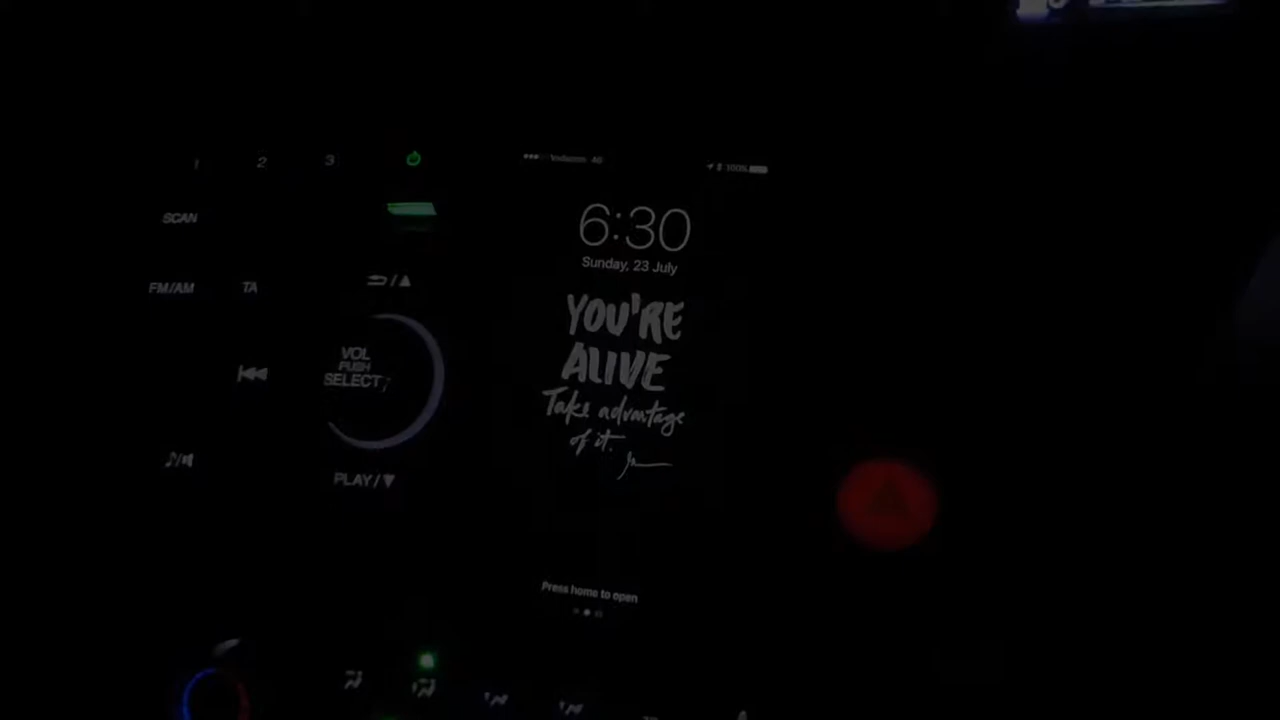 1 2 3
100%
SCAN
6:30
Sunday, 23 July
FM/AM TA
YOU'RE
ALIVE
VOL
PUSH
SELECT
Take advantage
of it.
PLAY/
Press home to open